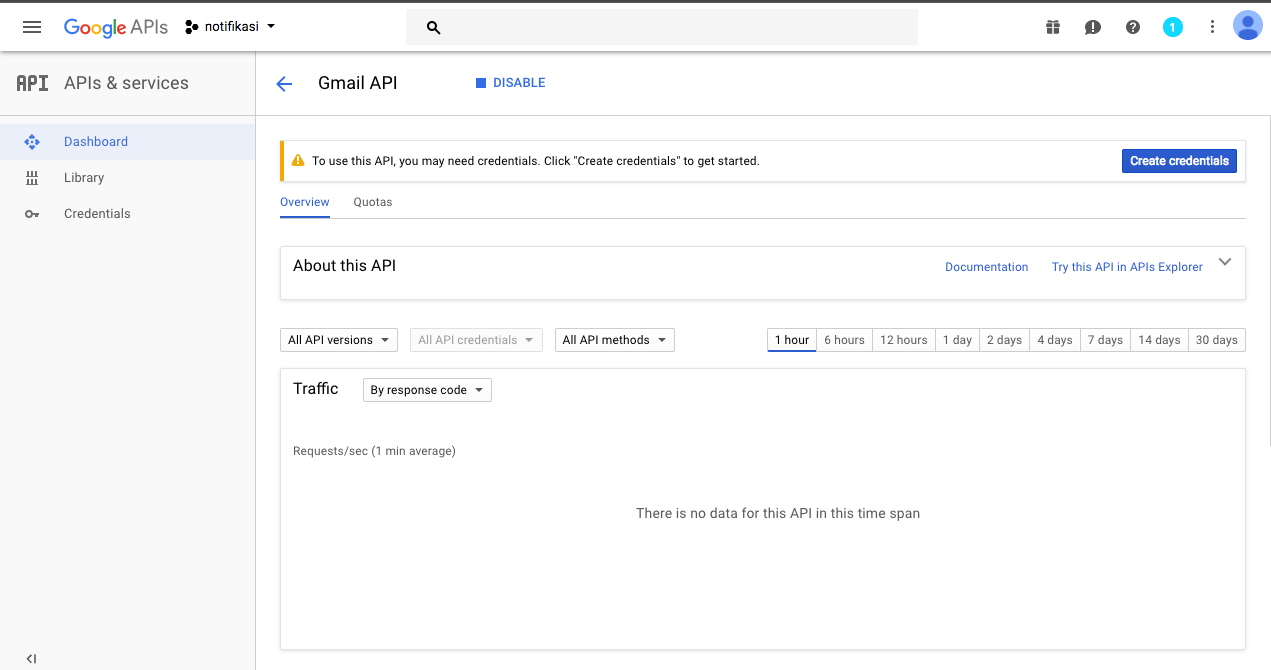 Google APIs notifikasi 1
API APIs & services Gmail API DISABLE
Dashboard
Library
Credentials
To use this API, you may need credentials. Click "Create credentials" to get started. Create credentials
Overview Quotas
About this API Documentation Try this API in APIs Explorer
All API versions All API credentials All API methods 1 hour 6 hours 12 hours 1 day 2 days 4 days 7 days 14 days 30 days
Traffic By response code
Requests/sec (1 min average)
There is no data for this API in this time span